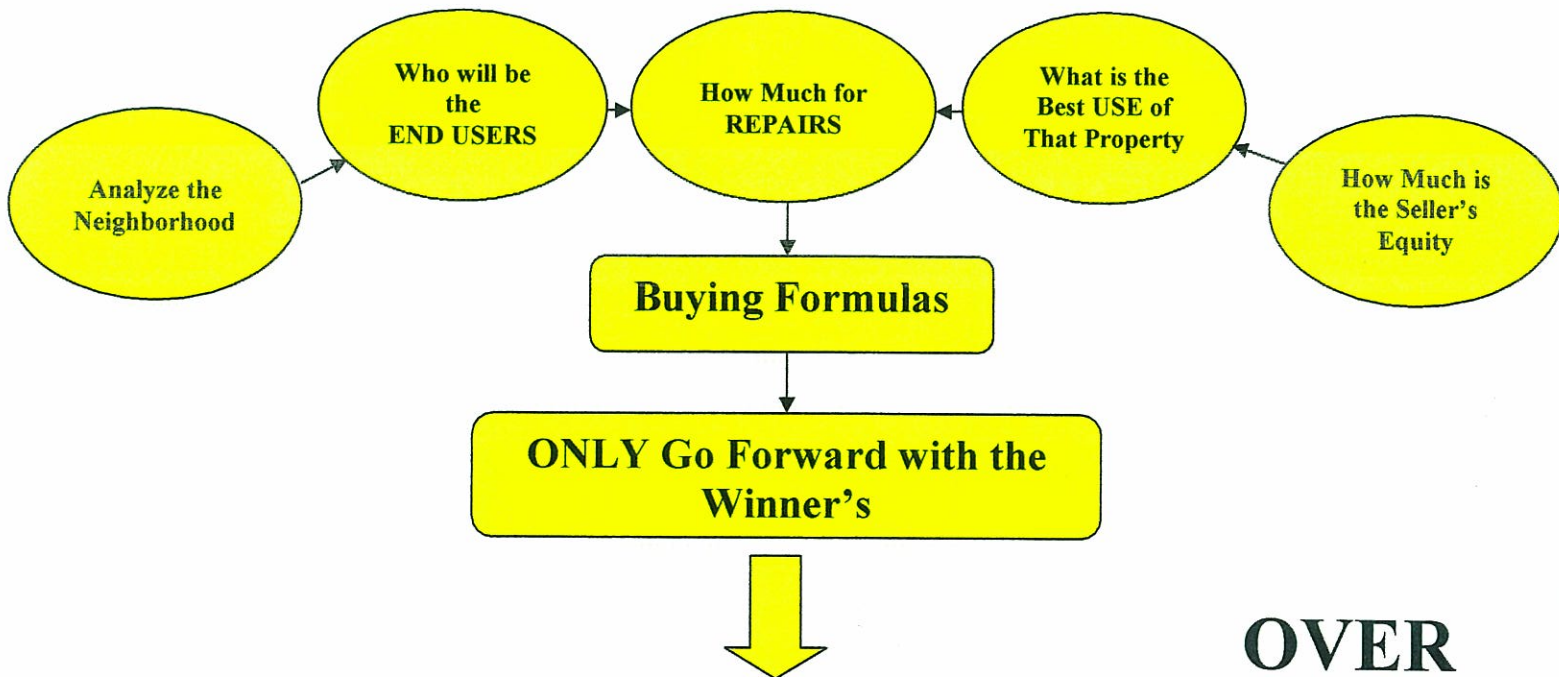 Analyze the
Neighborhood
Who will be
the
END USERS
How Much for
REPAIRS
What is the
Best USE of
That Property
How Much is
the Seller's
Equity
Buying Formulas
ONLY Go Forward with the
Winner's
OVER